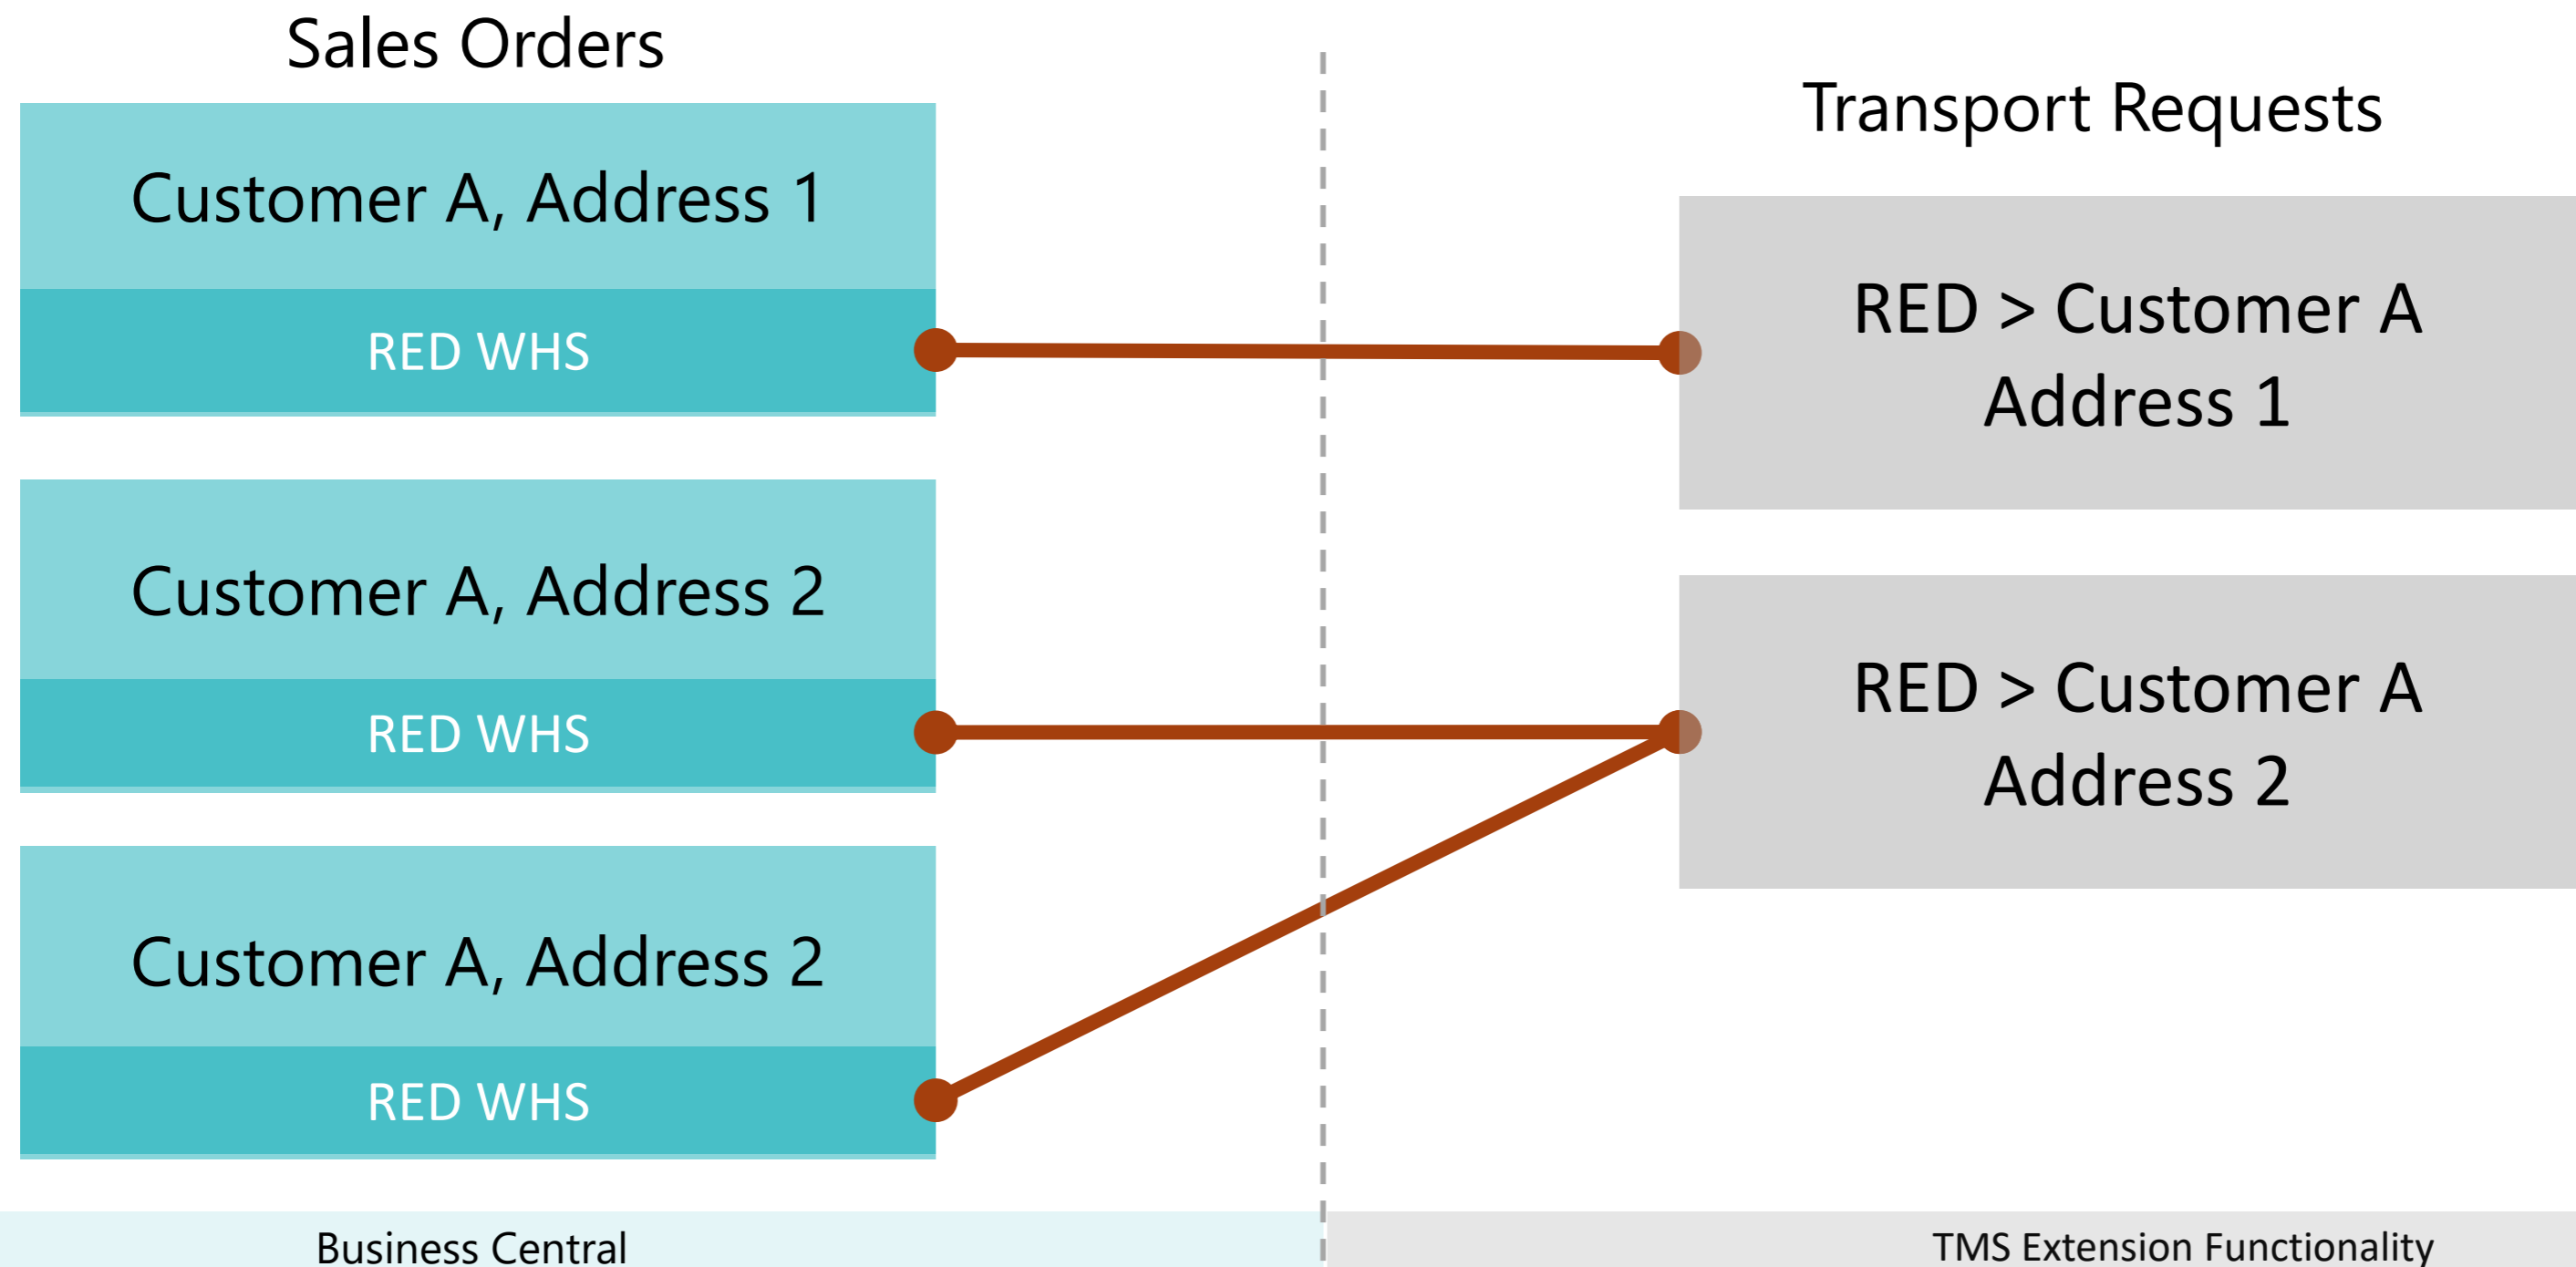 Sales Orders
Customer A, Address 1
RED WHS
Customer A, Address 2
RED WHS
Customer A, Address 2
RED WHS
Business Central
Transport Requests
RED > Customer A
Address 1
RED > Customer A
Address 2
TMS Extension Functionality